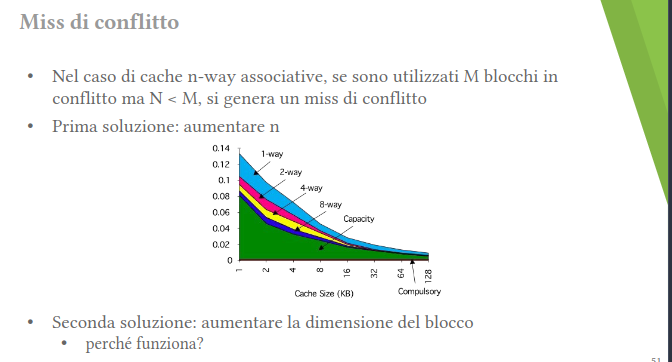 Miss di conflitto
• Nel caso di cache n-way associative, se sono utilizzati M blocchi in
conflitto ma N < M, si genera un miss di conflitto
• Prima soluzione: aumentare n
0.14
0.12
0.1
0.08
0.06
0.04
0.02
0
1-way
2-way
4-way
8-way
Capacity
1
2
4
8
16
32
64
128
Cache Size (KB)
Compulsory
• Seconda soluzione: aumentare la dimensione del blocco
• perché funziona?
51